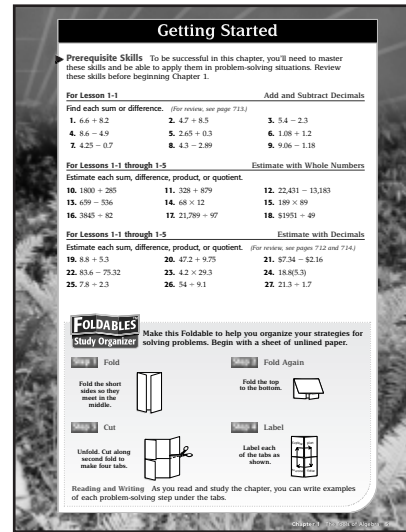 Getting Started
Prerequisite Skills To be successful in this chapter, you'll need to master
these skills and be able to apply them in problem-solving situations. Review
these skills before beginning Chapter 1.
For Lesson 1-1 Add and Subtract Decimals
Find each sum or difference. (For review, see page 713.)
1. 6.6 + 8.2 2. 4.7 + 8.5 3. 5.4 − 2.3
4. 8.6 − 4.9 5. 2.65 + 0.3 6. 1.08 + 1.2
7. 4.25 − 0.7 8. 4.3 − 2.89 9. 9.06 − 1.18
For Lessons 1-1 through 1-5 Estimate with Whole Numbers
Estimate each sum, difference, product, or quotient.
10. 1800 + 285 11. 328 + 879 12. 22,431 − 13,183
13. 659 − 536 14. 68 × 12 15. 189 × 89
16. 3845 ÷ 82 17. 21,789 ÷ 97 18. $1951 ÷ 49
For Lessons 1-1 through 1-5 Estimate with Decimals
Estimate each sum, difference, product, or quotient. (For review, see pages 712 and 714.)
19. 8.8 + 5.3 20. 47.2 + 9.75 21. $7.34 − $2.16
22. 83.6 − 75.32 23. 4.2 × 29.3 24. 18.8(5.3)
25. 7.8 ÷ 2.3 26. 54 ÷ 9.1 27. 21.3 ÷ 1.7
FOLDABLES
Study Organizer
Make this Foldable to help you organize your strategies for
solving problems. Begin with a sheet of unlined paper.
Step 1 Fold
Fold the short
sides so they
meet in the
middle.
Step 2 Fold Again
Fold the top
to the bottom.
Step 3 Cut
Unfold. Cut along
second fold to
make four tabs.
Step 4 Label
Label each
of the tabs as
shown.
Reading and Writing As you read and study the chapter, you can write examples
of each problem-solving step under the tabs.
Chapter 1 The Tools of Algebra